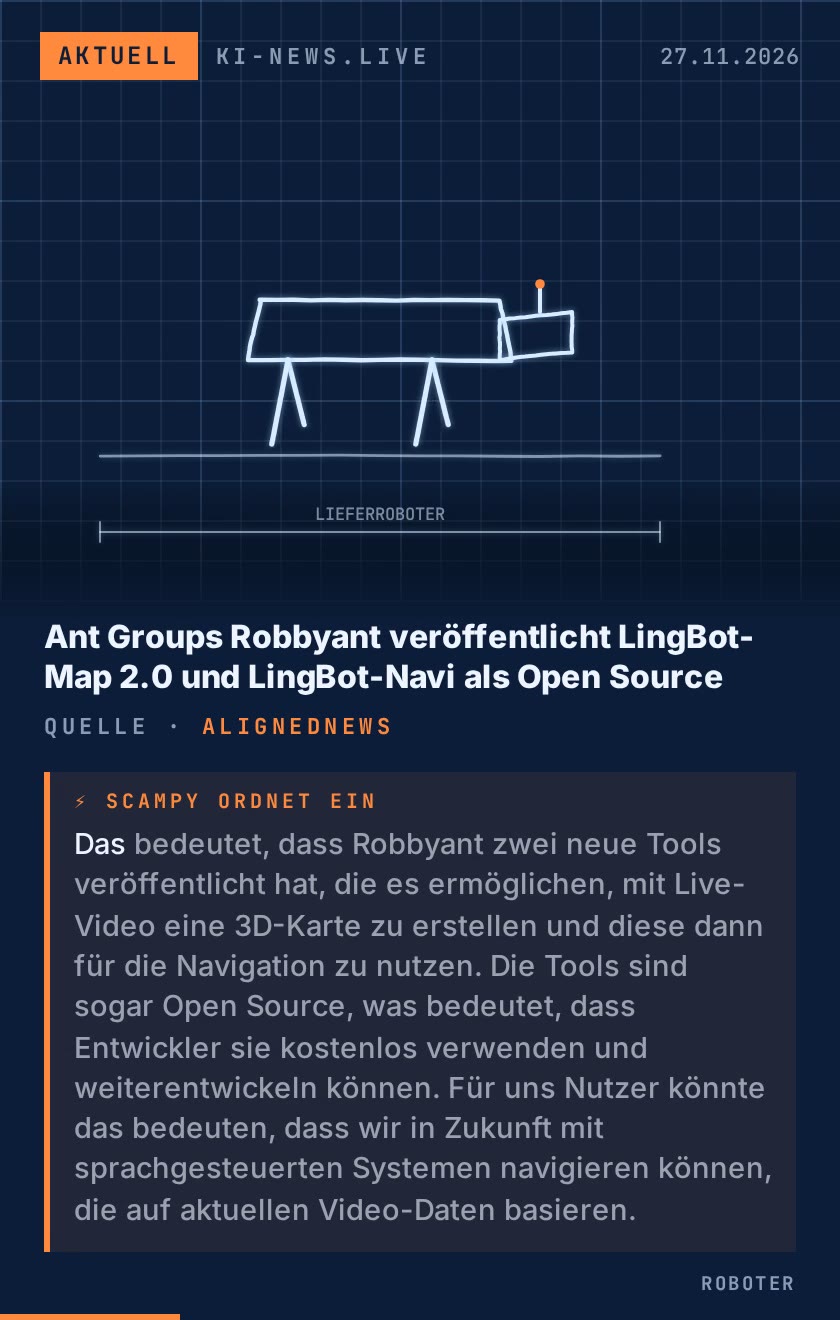 AKTUELL KI-NEWS.LIVE 27.11.2026
LIEFERROBOTER
Ant Groups Robbyant veröffentlicht LingBot-
Map 2.0 und LingBot-Navi als Open Source
QUELLE · ALIGNEDNEWS
⚡ SCAMPY ORDNET EIN
Das bedeutet, dass Robbyant zwei neue Tools
veröffentlicht hat, die es ermöglichen, mit Live-
Video eine 3D-Karte zu erstellen und diese dann
für die Navigation zu nutzen. Die Tools sind
sogar Open Source, was bedeutet, dass
Entwickler sie kostenlos verwenden und
weiterentwickeln können. Für uns Nutzer könnte
das bedeuten, dass wir in Zukunft mit
sprachgesteuerten Systemen navigieren können,
die auf aktuellen Video-Daten basieren.
ROBOTER